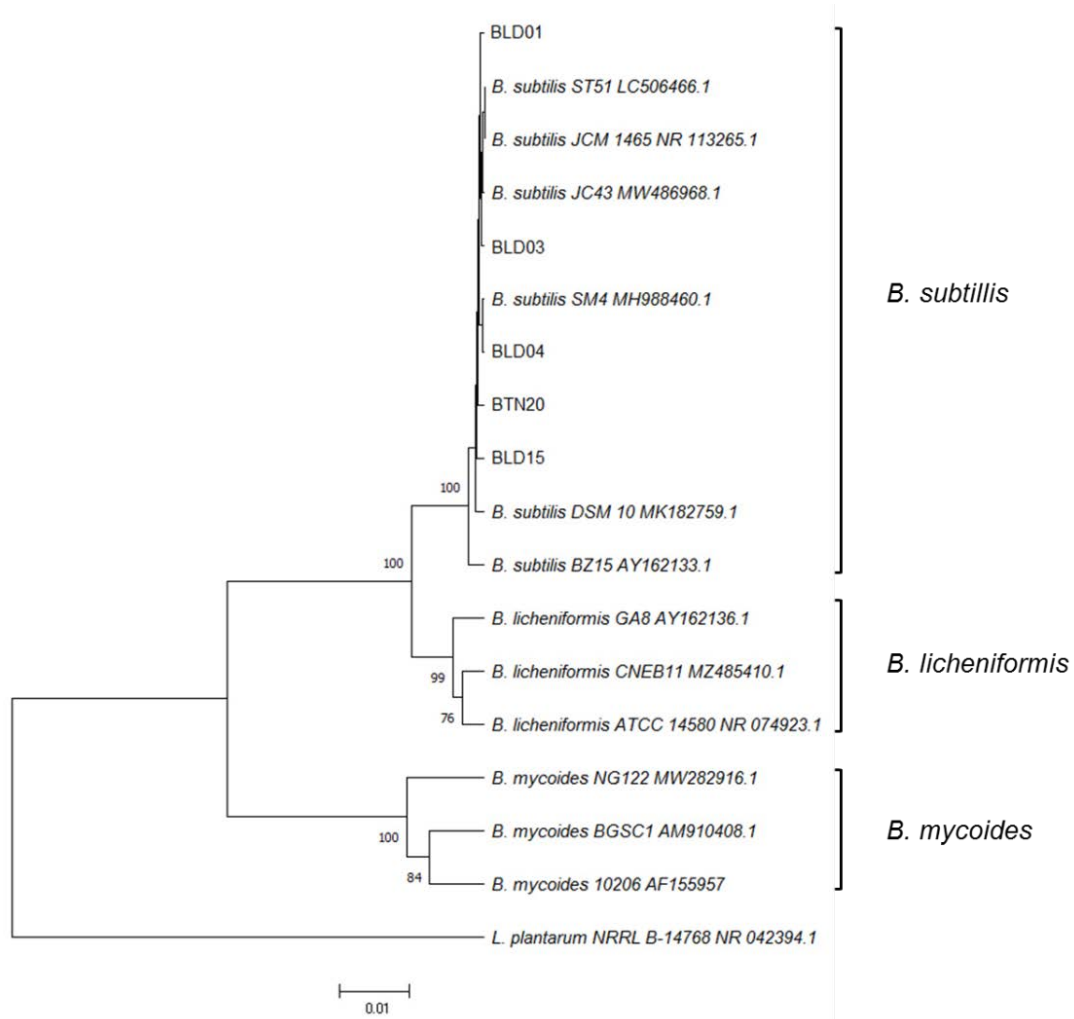 BLD01
B. subtilis ST51 LC506466.1
B. subtilis JCM 1465 NR 113265.1
B. subtilis JC43 MW486968.1
BLD03
B. subtilis SM4 MH988460.1
BLD04
BTN20
BLD15
B. subtilis DSM 10 MK182759.1
B. subtilis BZ15 AY162133.1
B. licheniformis GA8 AY162136.1
B. licheniformis CNEB11 MZ485410.1
B. licheniformis ATCC 14580 NR 074923.1
B. mycoides NG122 MW282916.1
B. mycoides BGSC1 AM910408.1
B. mycoides 10206 AF155957
L. plantarum NRRL B-14768 NR 042394.1
B. subtillis
B. licheniformis
B. mycoides
100
100
99
76
100
84
0.01